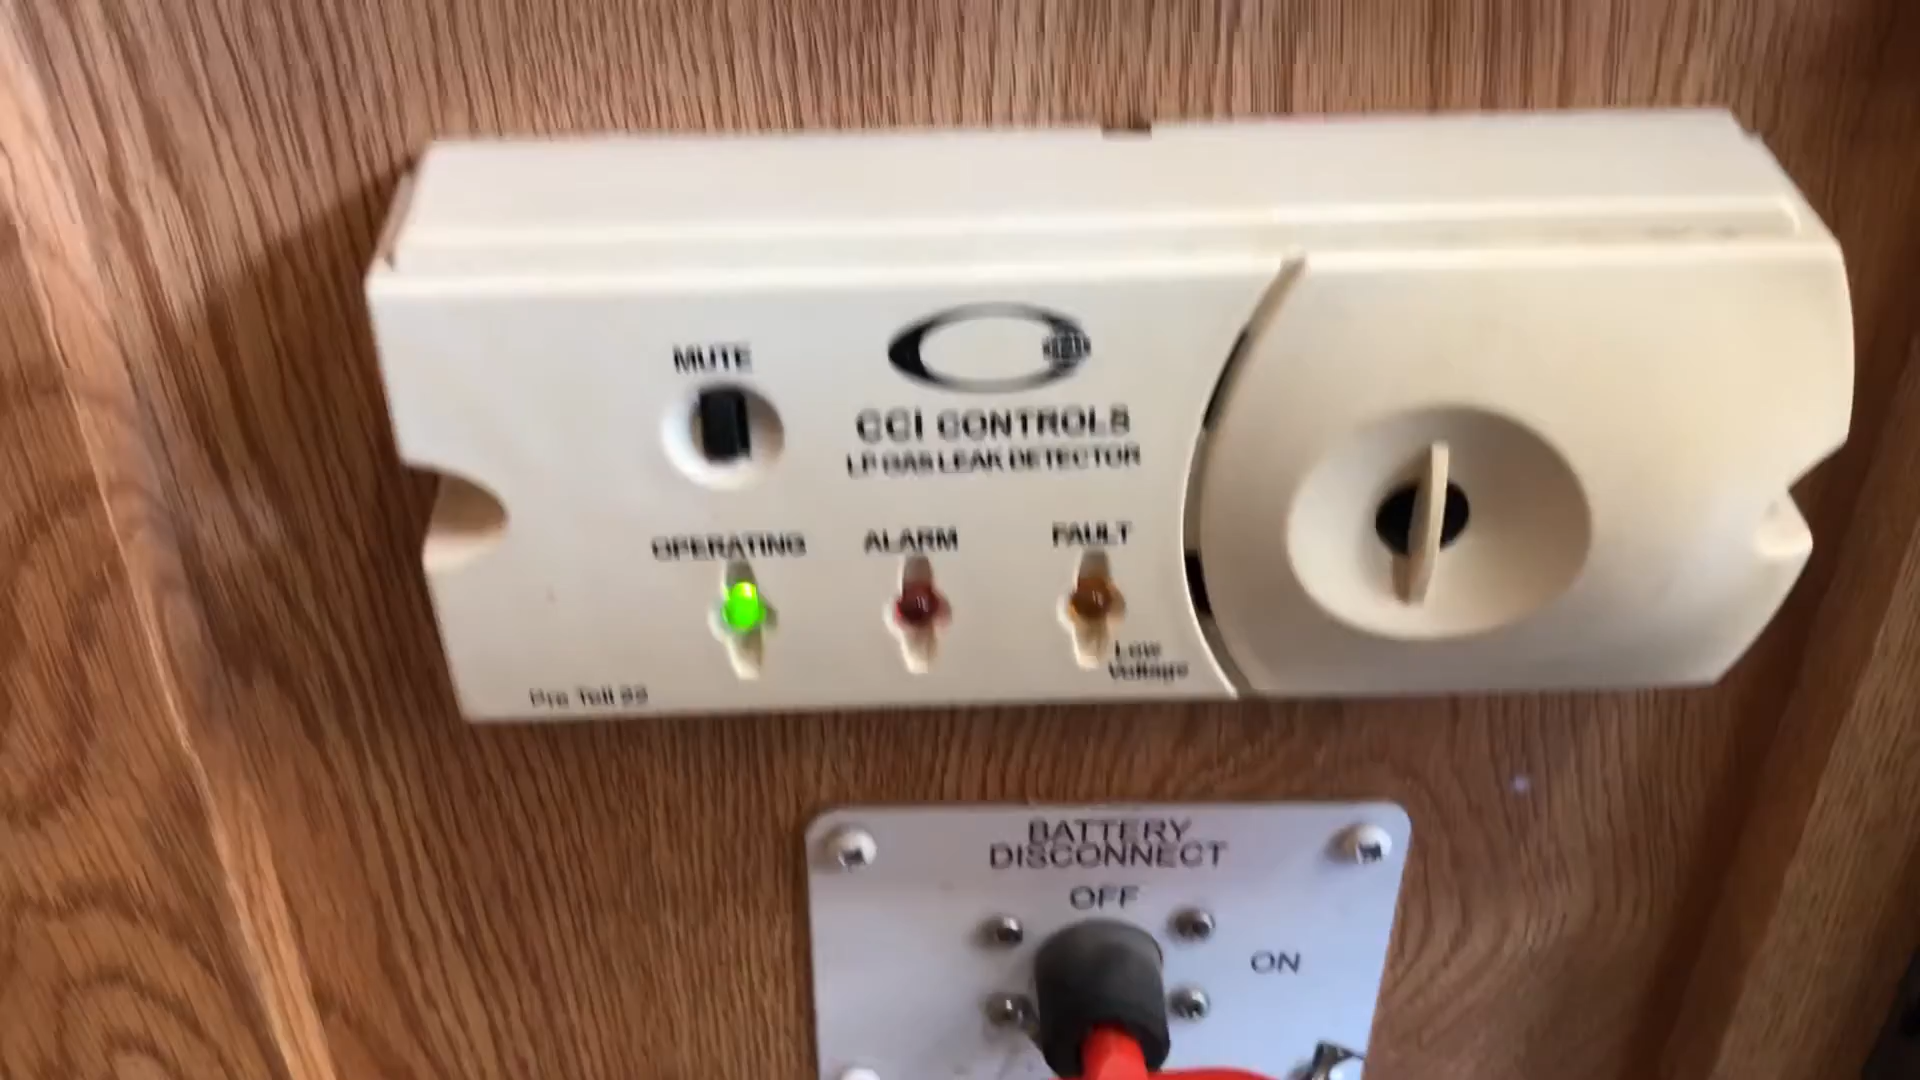 MUTE
CCI CONTROLS
LP GAS LEAK DETECTOR
OPERATING
ALARM
FAULT
Low
Voltage
BATTERY
DISCONNECT
OFF
ON